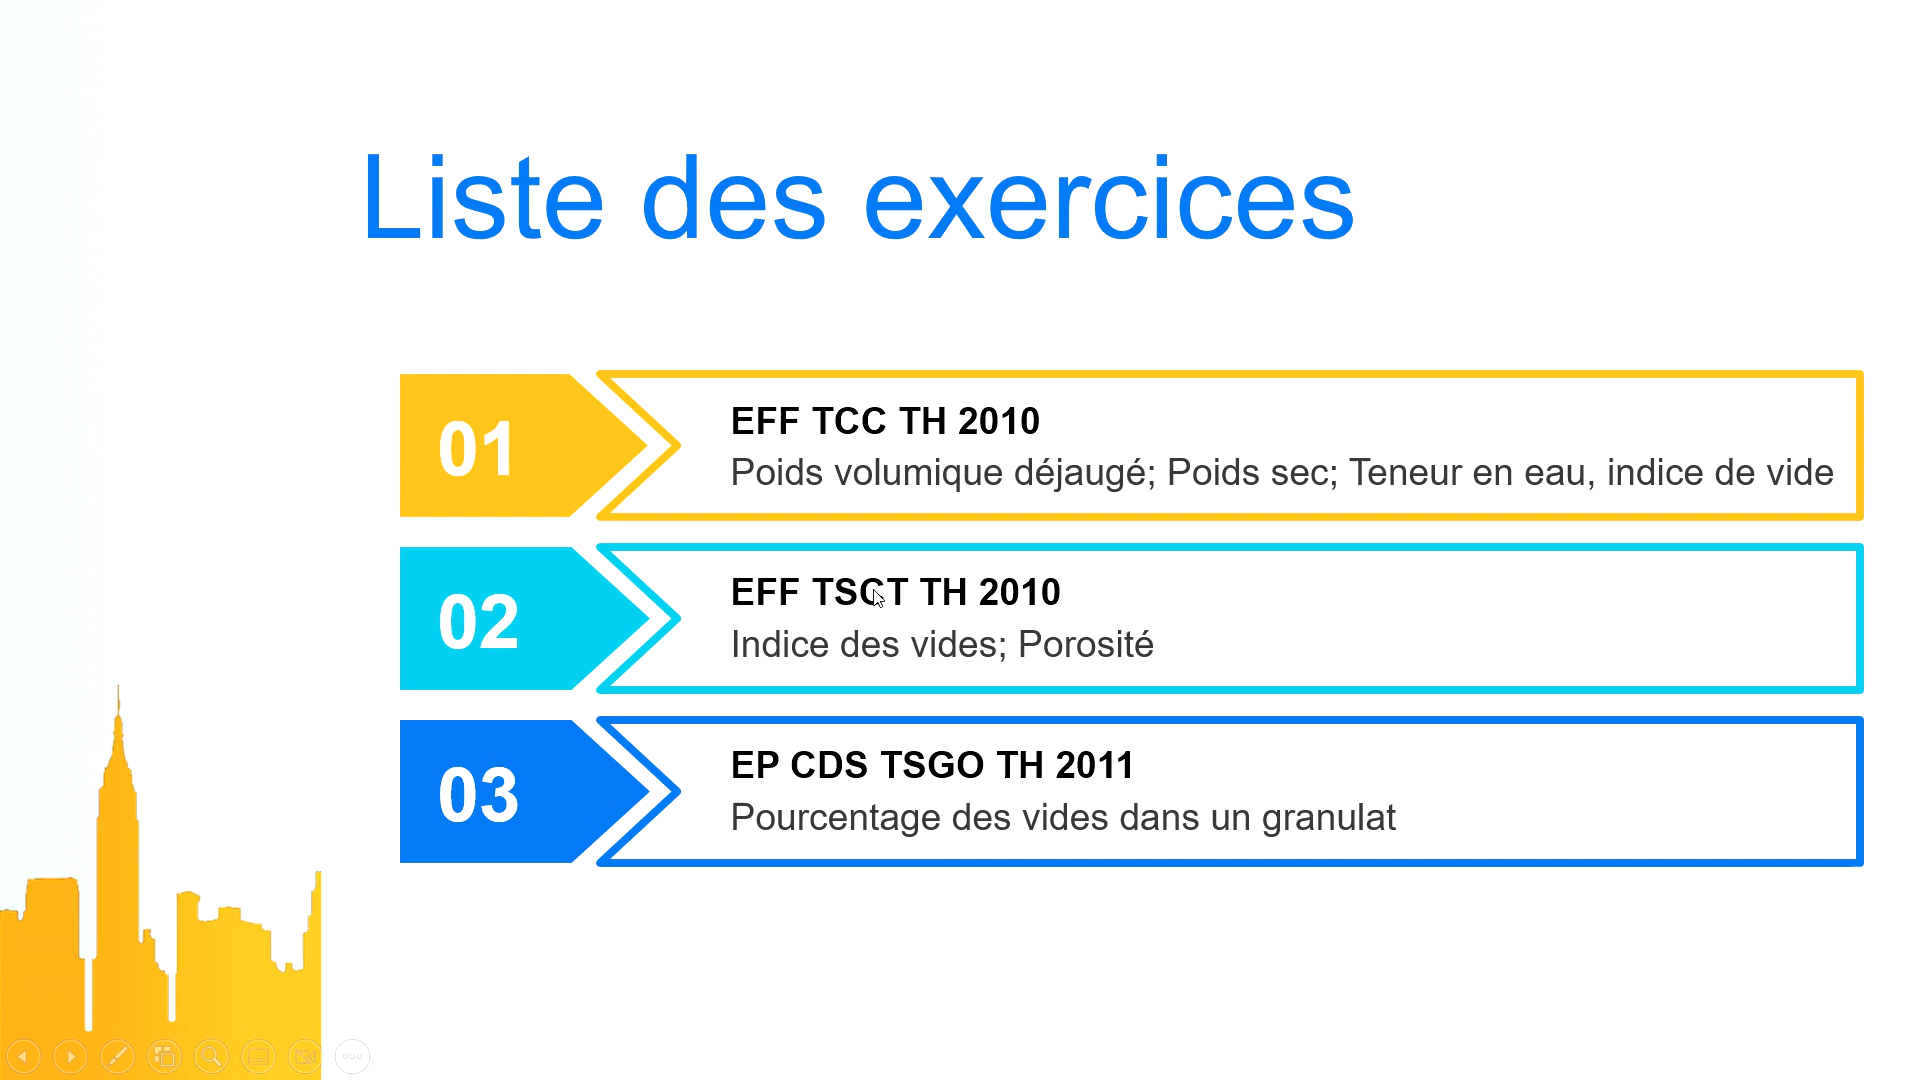 Liste des exercices
01
EFF TCC TH 2010
Poids volumique déjaugé; Poids sec; Teneur en eau, indice de vide
02
EFF TSCT TH 2010
Indice des vides; Porosité
03
EP CDS TSGO TH 2011
Pourcentage des vides dans un granulat